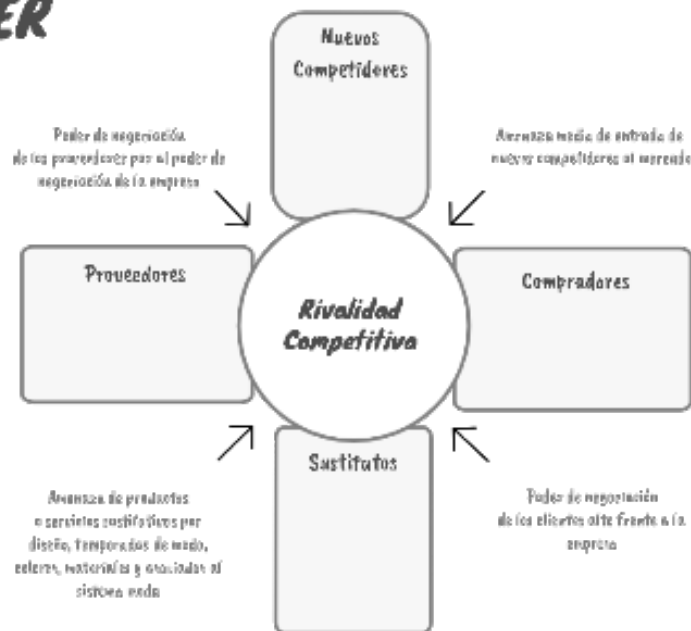 ER
Nuevos
Competidores
Poder de negociación
de los proveedores por el poder de
negociación de la empresa
Amenaza media de entrada de
nuevos competidores al mercado
Proveedores
Compradores
Rivalidad
Competitiva
Sustitutos
Amenaza de productos
o servicios sustitutivos por
diseño, temporadas de moda,
colores, materiales y asociados al
sistema moda
Poder de negociación
de los clientes alto frente a la
empresa